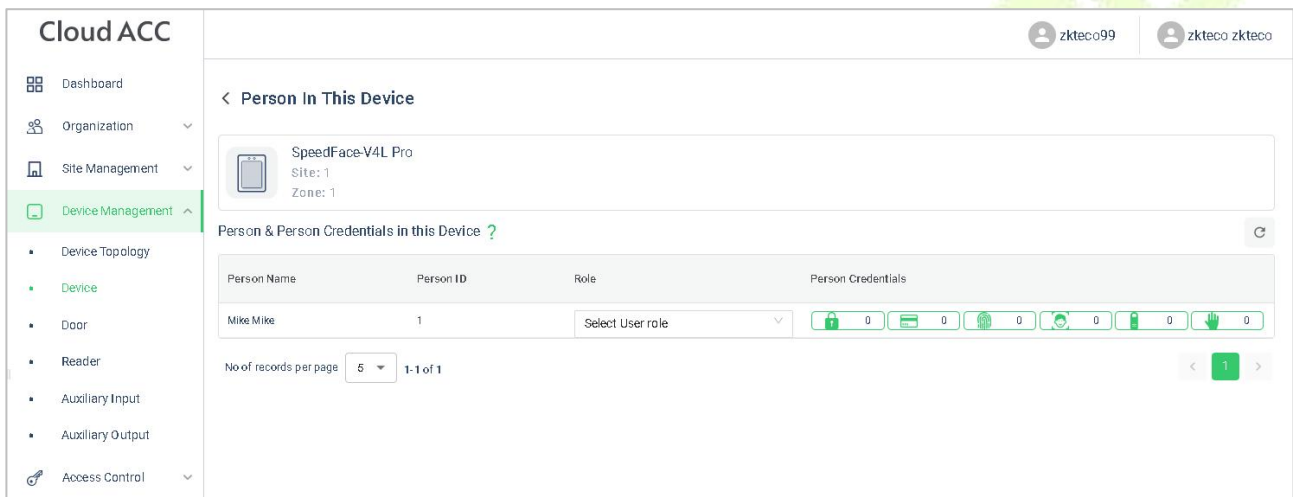 Cloud ACC
zkteco99
zkteco zkteco
Dashboard
Organization
Site Management
Device Management
Device Topology
Device
Door
Reader
Auxiliary Input
Auxiliary Output
Access Control
< Person In This Device
SpeedFace-V4L Pro
Site: 1
Zone: 1
Person & Person Credentials in this Device ?
Person Name Person ID Role Person Credentials
Mike Mike 1 Select User role 0 0 0 0 0 0
No of records per page 5 1-1 of 1 < 1 >